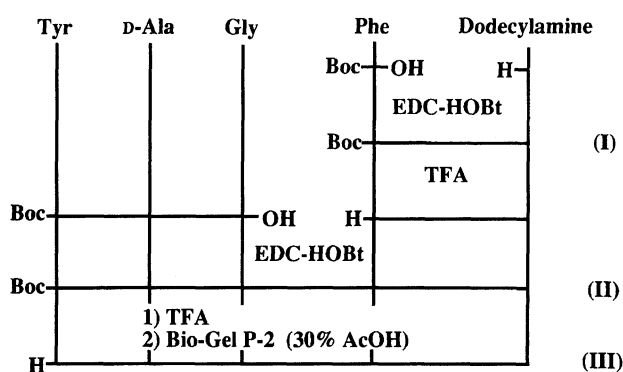 Tyr D-Ala Gly Phe Dodecylamine
Boc OH H
EDC-HOBt
Boc (I)
TFA
Boc OH H
EDC-HOBt
Boc (II)
1) TFA
2) Bio-Gel P-2 (30% AcOH)
H (III)